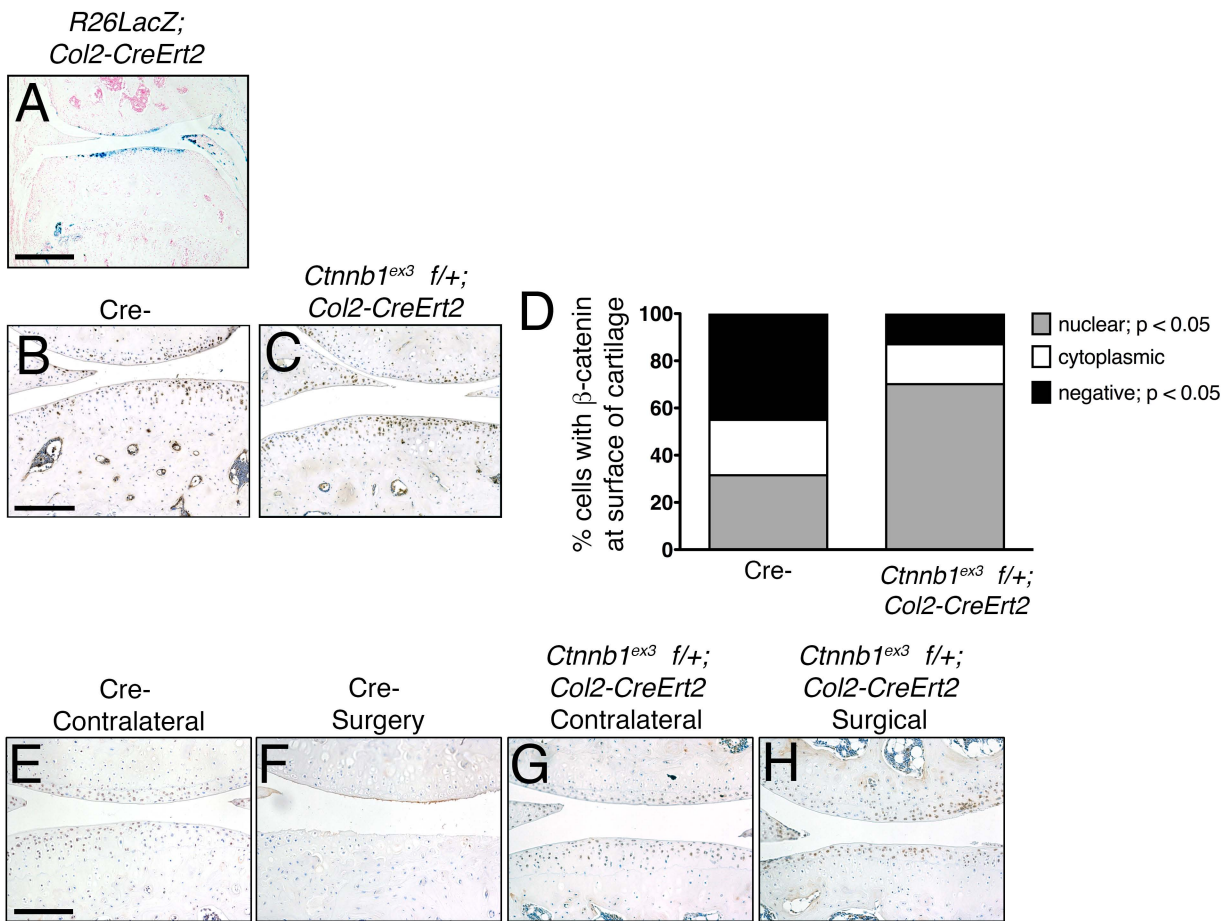 R26LacZ;
Col2-CreErt2
A
Ctnnb1ex3 f/+;
Cre-
Col2-CreErt2
B
C
D
% cells with β-catenin
at surface of cartilage
100
80
60
40
20
0
nuclear; p < 0.05
cytoplasmic
negative; p < 0.05
Cre-
Ctnnb1ex3 f/+;
Col2-CreErt2
Cre-
Contralateral
Cre-
Surgery
Ctnnb1ex3 f/+;
Col2-CreErt2
Contralateral
Ctnnb1ex3 f/+;
Col2-CreErt2
Surgical
E
F
G
H